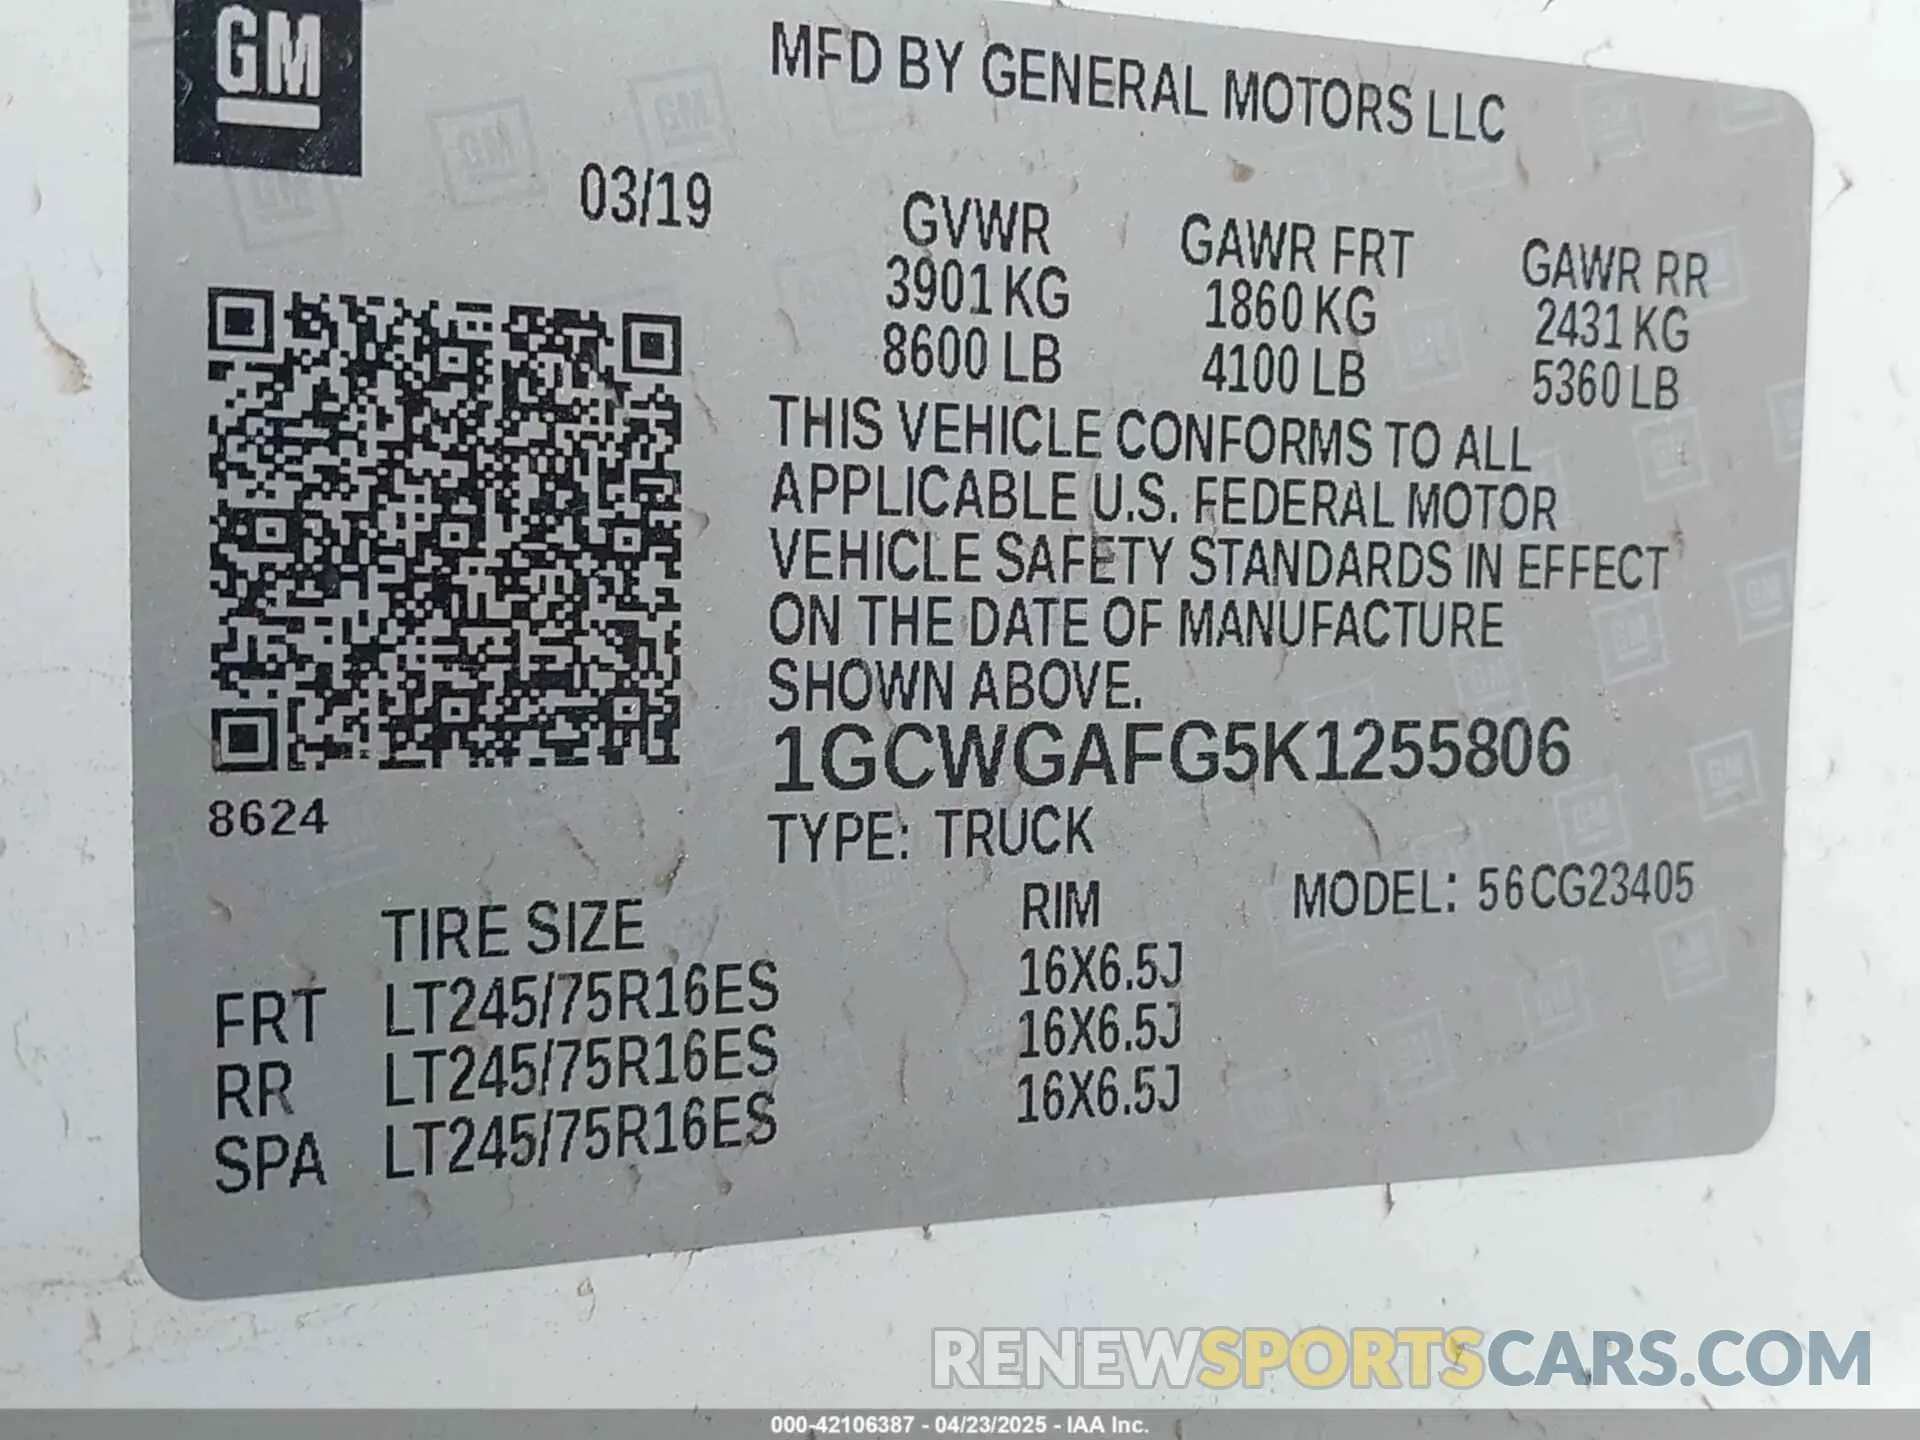 GM
MFD BY GENERAL MOTORS LLC
03/19
GVWR GAWR FRT GAWR RR
3901 KG 1860 KG 2431 KG
8600 LB 4100 LB 5360 LB
THIS VEHICLE CONFORMS TO ALL
APPLICABLE U.S. FEDERAL MOTOR
VEHICLE SAFETY STANDARDS IN EFFECT
ON THE DATE OF MANUFACTURE
SHOWN ABOVE.
1GCWGAFG5K1255806
8624
TYPE: TRUCK
MODEL: 56CG23405
TIRE SIZE RIM
FRT LT245/75R16ES 16X6.5J
RR LT245/75R16ES 16X6.5J
SPA LT245/75R16ES 16X6.5J
RENEWSPORTSCARS.COM
000-42106387 - 04/23/2025 - IAA Inc.